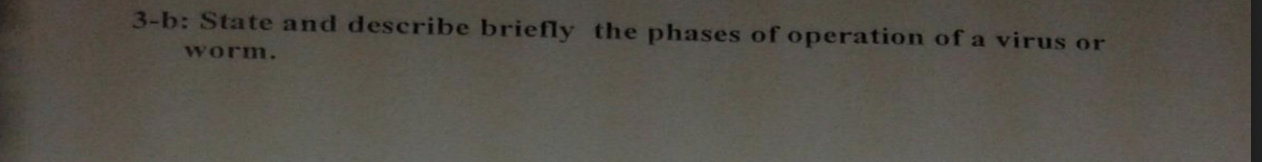 3-b: State and describe briefly the phases of operation of a virus or
worm.